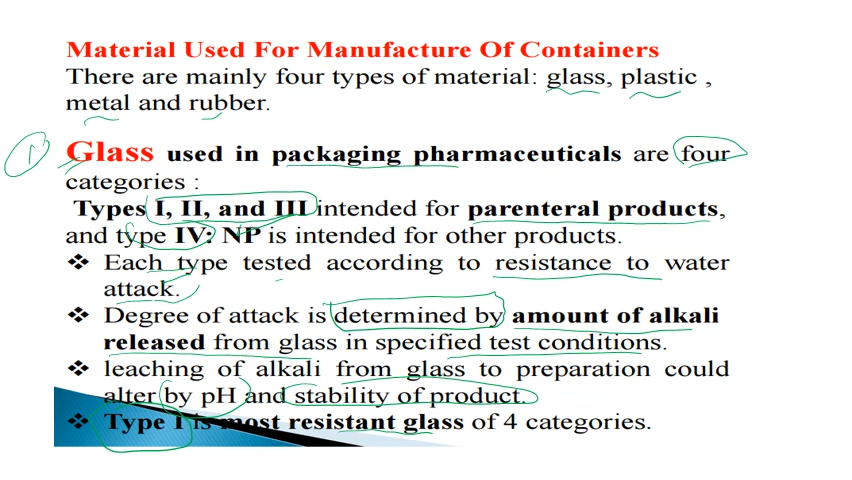 Material Used For Manufacture Of Containers
There are mainly four types of material: glass, plastic ,
metal and rubber.
1
Glass used in packaging pharmaceuticals are four
categories :
Types I, II, and III intended for parenteral products,
and type IV: NP is intended for other products.
❖ Each type tested according to resistance to water
attack.
❖ Degree of attack is determined by amount of alkali
released from glass in specified test conditions.
❖ leaching of alkali from glass to preparation could
alter by pH and stability of product.
❖ Type I is most resistant glass of 4 categories.